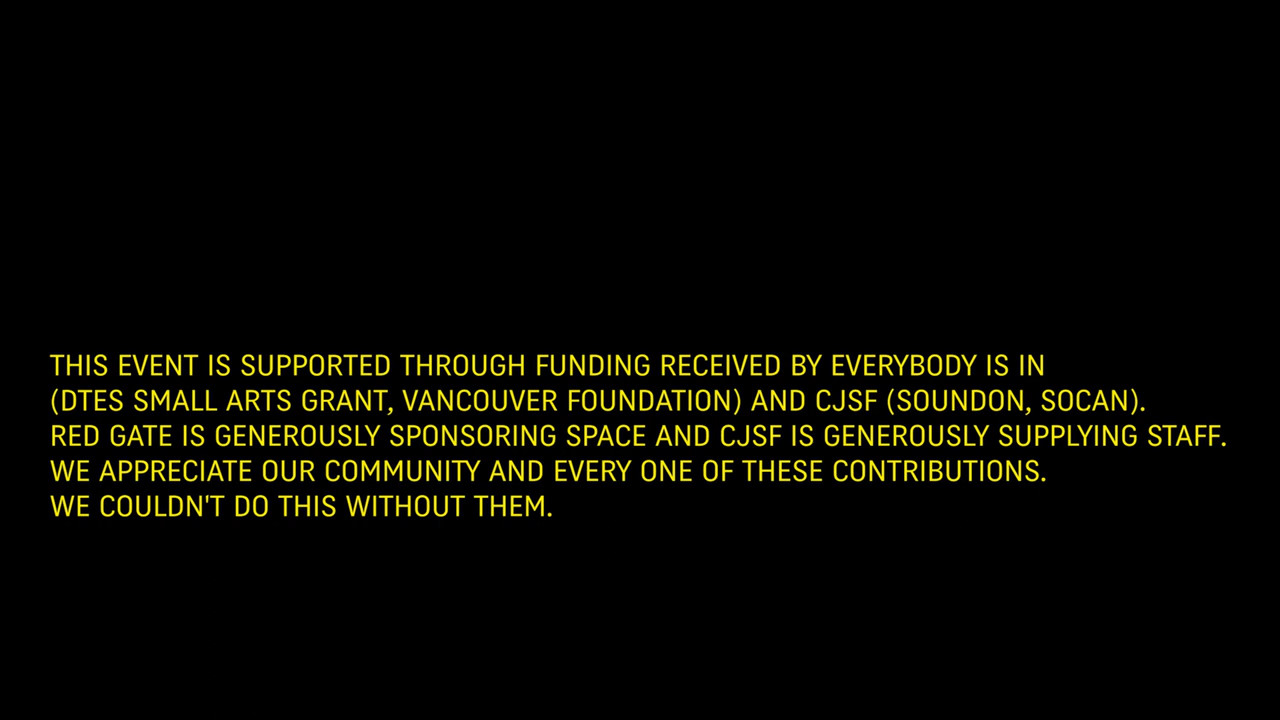 THIS EVENT IS SUPPORTED THROUGH FUNDING RECEIVED BY EVERYBODY IS IN
(DTES SMALL ARTS GRANT, VANCOUVER FOUNDATION) AND CJSF (SOUNDON, SOCAN).
RED GATE IS GENEROUSLY SPONSORING SPACE AND CJSF IS GENEROUSLY SUPPLYING STAFF.
WE APPRECIATE OUR COMMUNITY AND EVERY ONE OF THESE CONTRIBUTIONS.
WE COULDN'T DO THIS WITHOUT THEM.